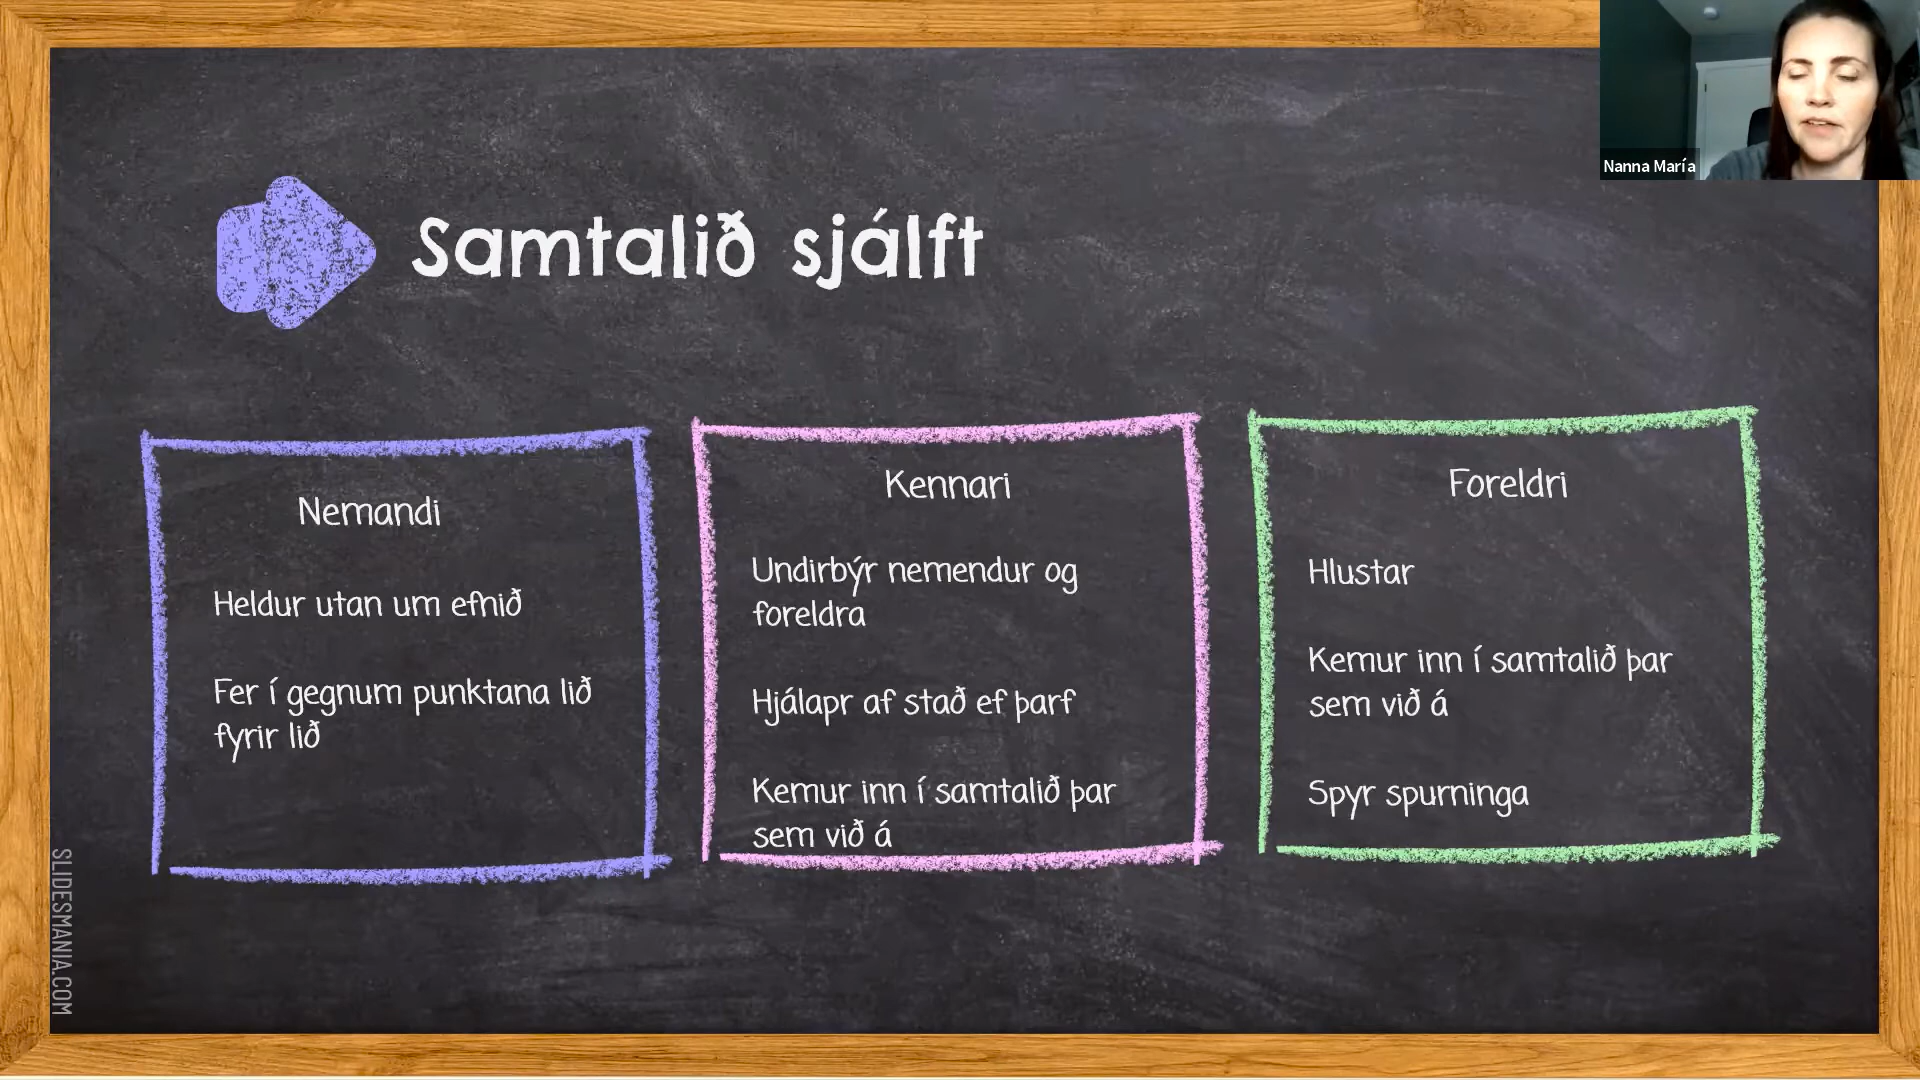 Nanna María
Samtalið sjálft
Nemandi
Heldur utan um efnið
Fer í gegnum punktana lið
fyrir lið
Kennari
Undirbýr nemendur og
foreldra
Hjálapr af stað ef þarf
Kemur inn í samtalið þar
sem við á
Foreldri
Hlustar
Kemur inn í samtalið þar
sem við á
Spyr spurninga
SLIDESMANIA.COM